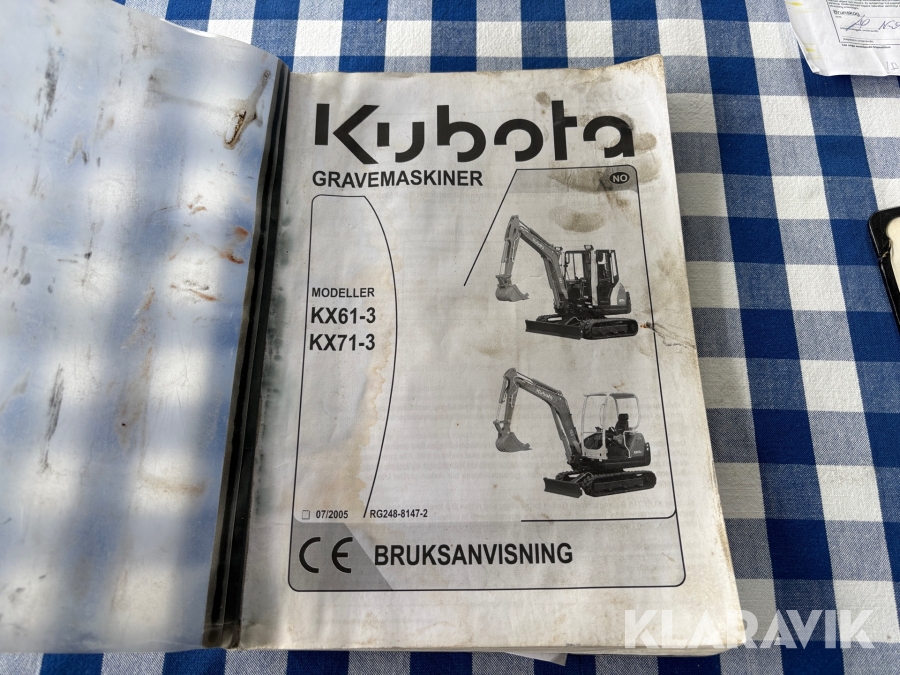 Kubota
GRAVEMASKINER
NO
MODELLER
KX61-3
KX71-3
07/2005 RG248-8147-2
CE BRUKSANVISNING
KLARAVIK